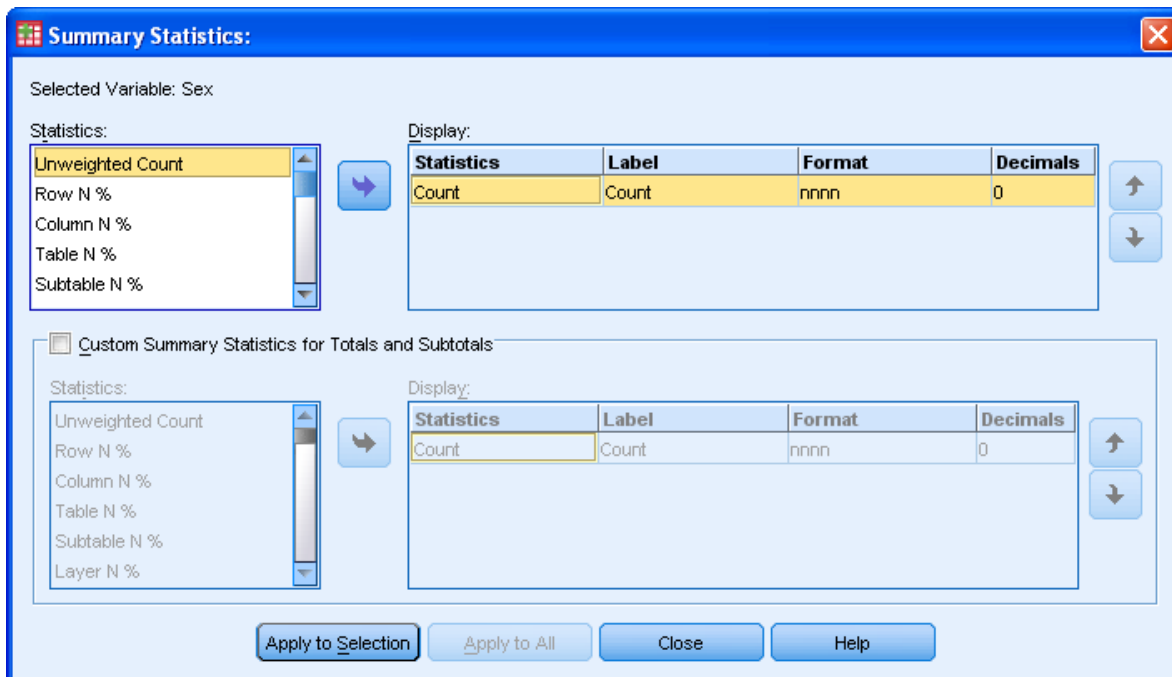 Summary Statistics:
Selected Variable: Sex
Statistics:
Unweighted Count
Row N %
Column N %
Table N %
Subtable N %
Display:
Statistics Label Format Decimals
Count Count nnnn 0
Custom Summary Statistics for Totals and Subtotals
Statistics:
Unweighted Count
Row N %
Column N %
Table N %
Subtable N %
Layer N %
Display:
Statistics Label Format Decimals
Count Count nnnn 0
Apply to Selection Apply to All Close Help